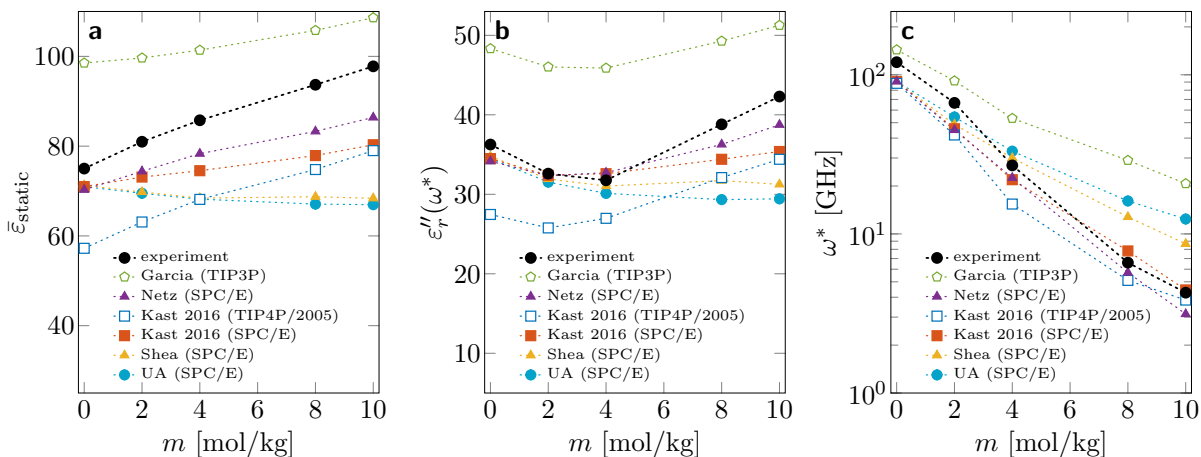 a
100
80
60
40
ε̄static
experiment
Garcia (TIP3P)
Netz (SPC/E)
Kast 2016 (TIP4P/2005)
Kast 2016 (SPC/E)
Shea (SPC/E)
UA (SPC/E)
0 2 4 8 10
m [mol/kg]
b
50
40
30
20
10
ε″r(ω*)
experiment
Garcia (TIP3P)
Netz (SPC/E)
Kast 2016 (TIP4P/2005)
Kast 2016 (SPC/E)
Shea (SPC/E)
UA (SPC/E)
0 2 4 8 10
m [mol/kg]
c
10²
10¹
10⁰
ω* [GHz]
experiment
Garcia (TIP3P)
Netz (SPC/E)
Kast 2016 (TIP4P/2005)
Kast 2016 (SPC/E)
Shea (SPC/E)
UA (SPC/E)
0 2 4 8 10
m [mol/kg]